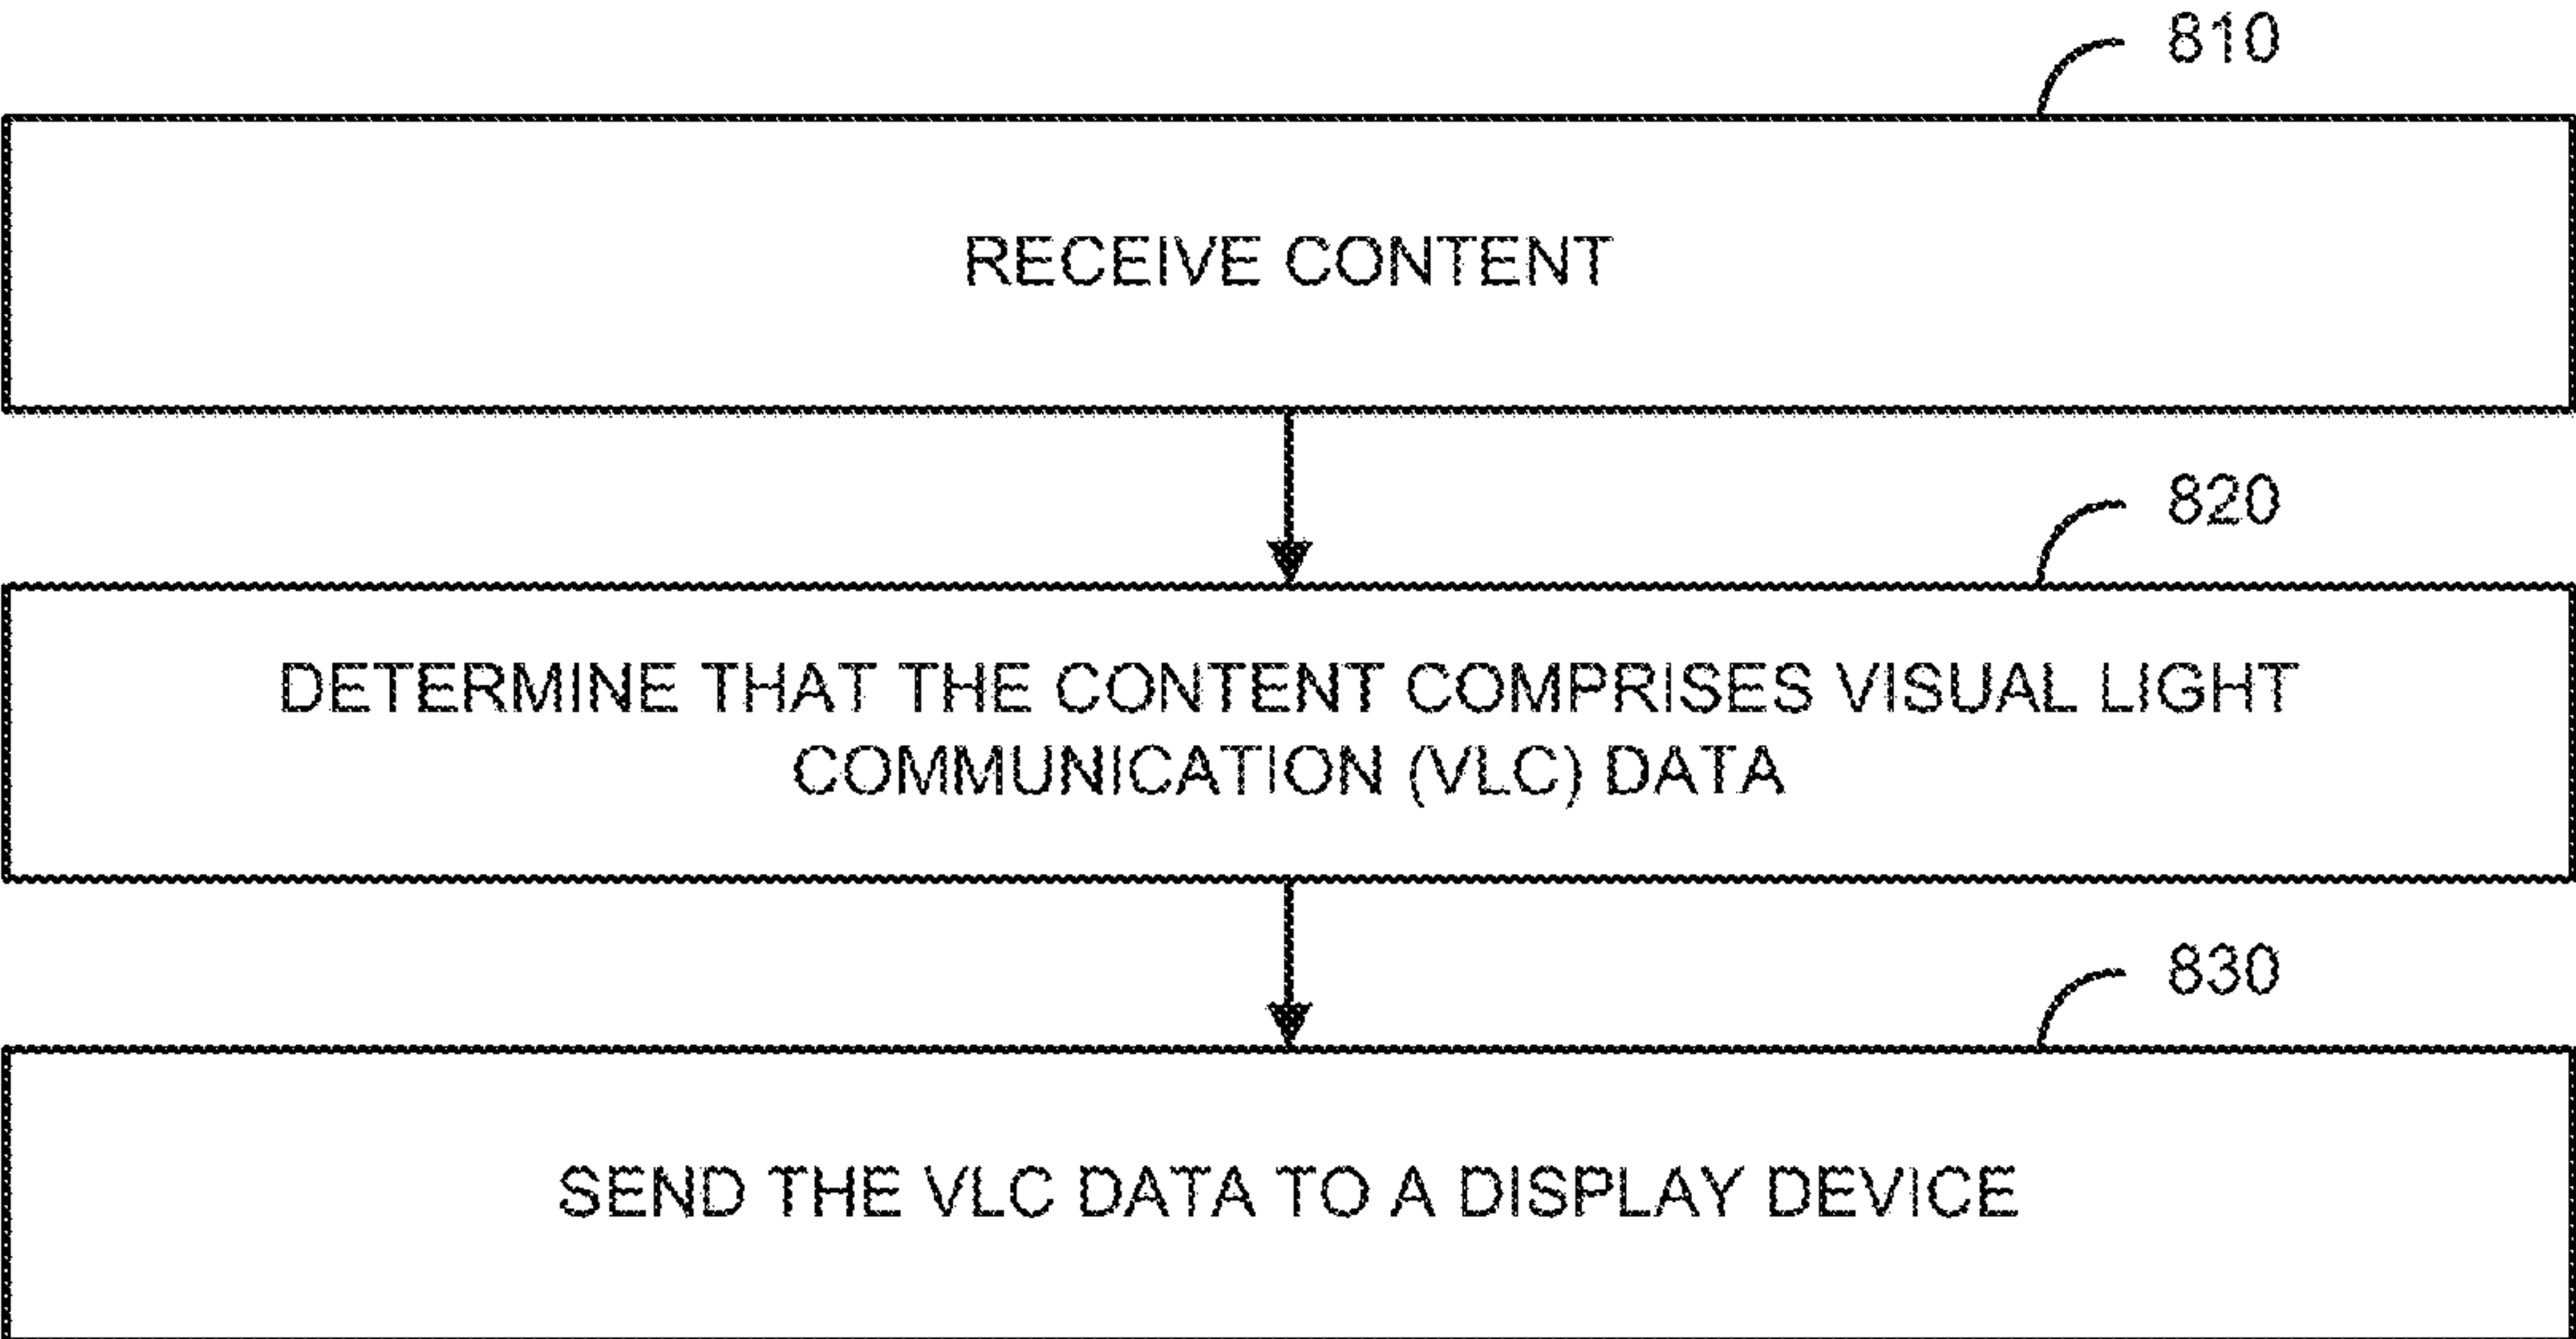 810
RECEIVE CONTENT
820
DETERMINE THAT THE CONTENT COMPRISES VISUAL LIGHT
COMMUNICATION (VLC) DATA
830
SEND THE VLC DATA TO A DISPLAY DEVICE